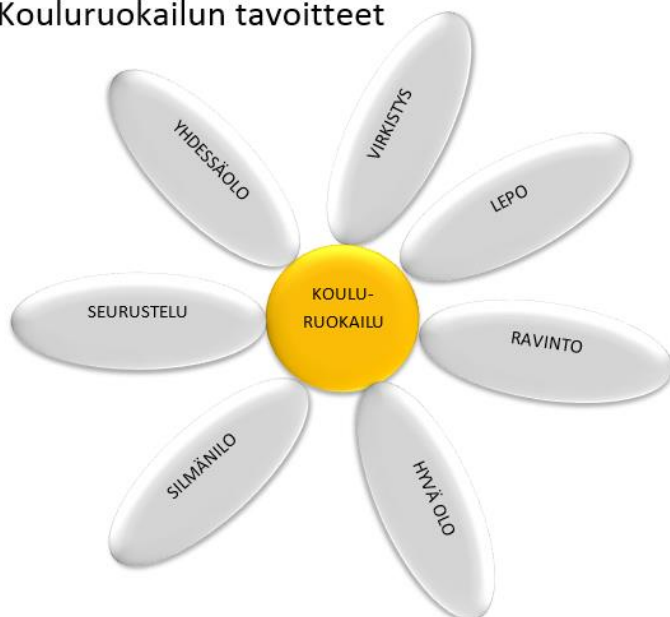 Kouluruokailun tavoitteet
VIRKISTYS
LEPO
RAVINTO
HYVÄ OLO
SILMÄNILO
SEURUSTELU
YHDESSÄOLO
KOULU-
RUOKAILU